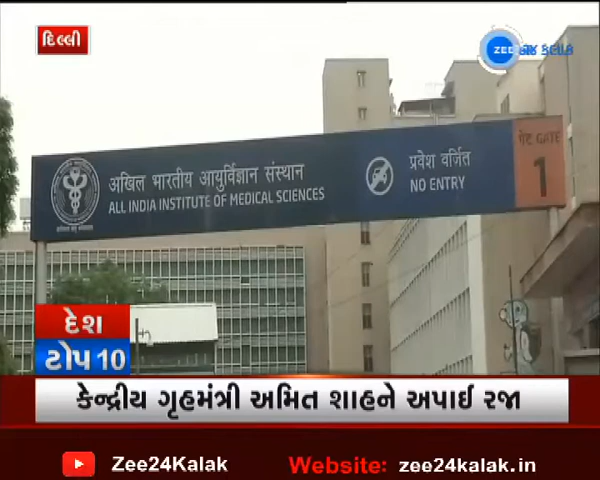 દિલ્લી
ZEE
अखिल भारतीय आयुर्विज्ञान संस्थान
ALL INDIA INSTITUTE OF MEDICAL SCIENCES
प्रवेश वर्जित
NO ENTRY
गेट GATE
1
દેશ
ટોપ 10
કેન્દ્રીય ગૃહમંત્રી અમિત શાહને અપાઈ રજા
Zee24Kalak
Website: zee24kalak.in